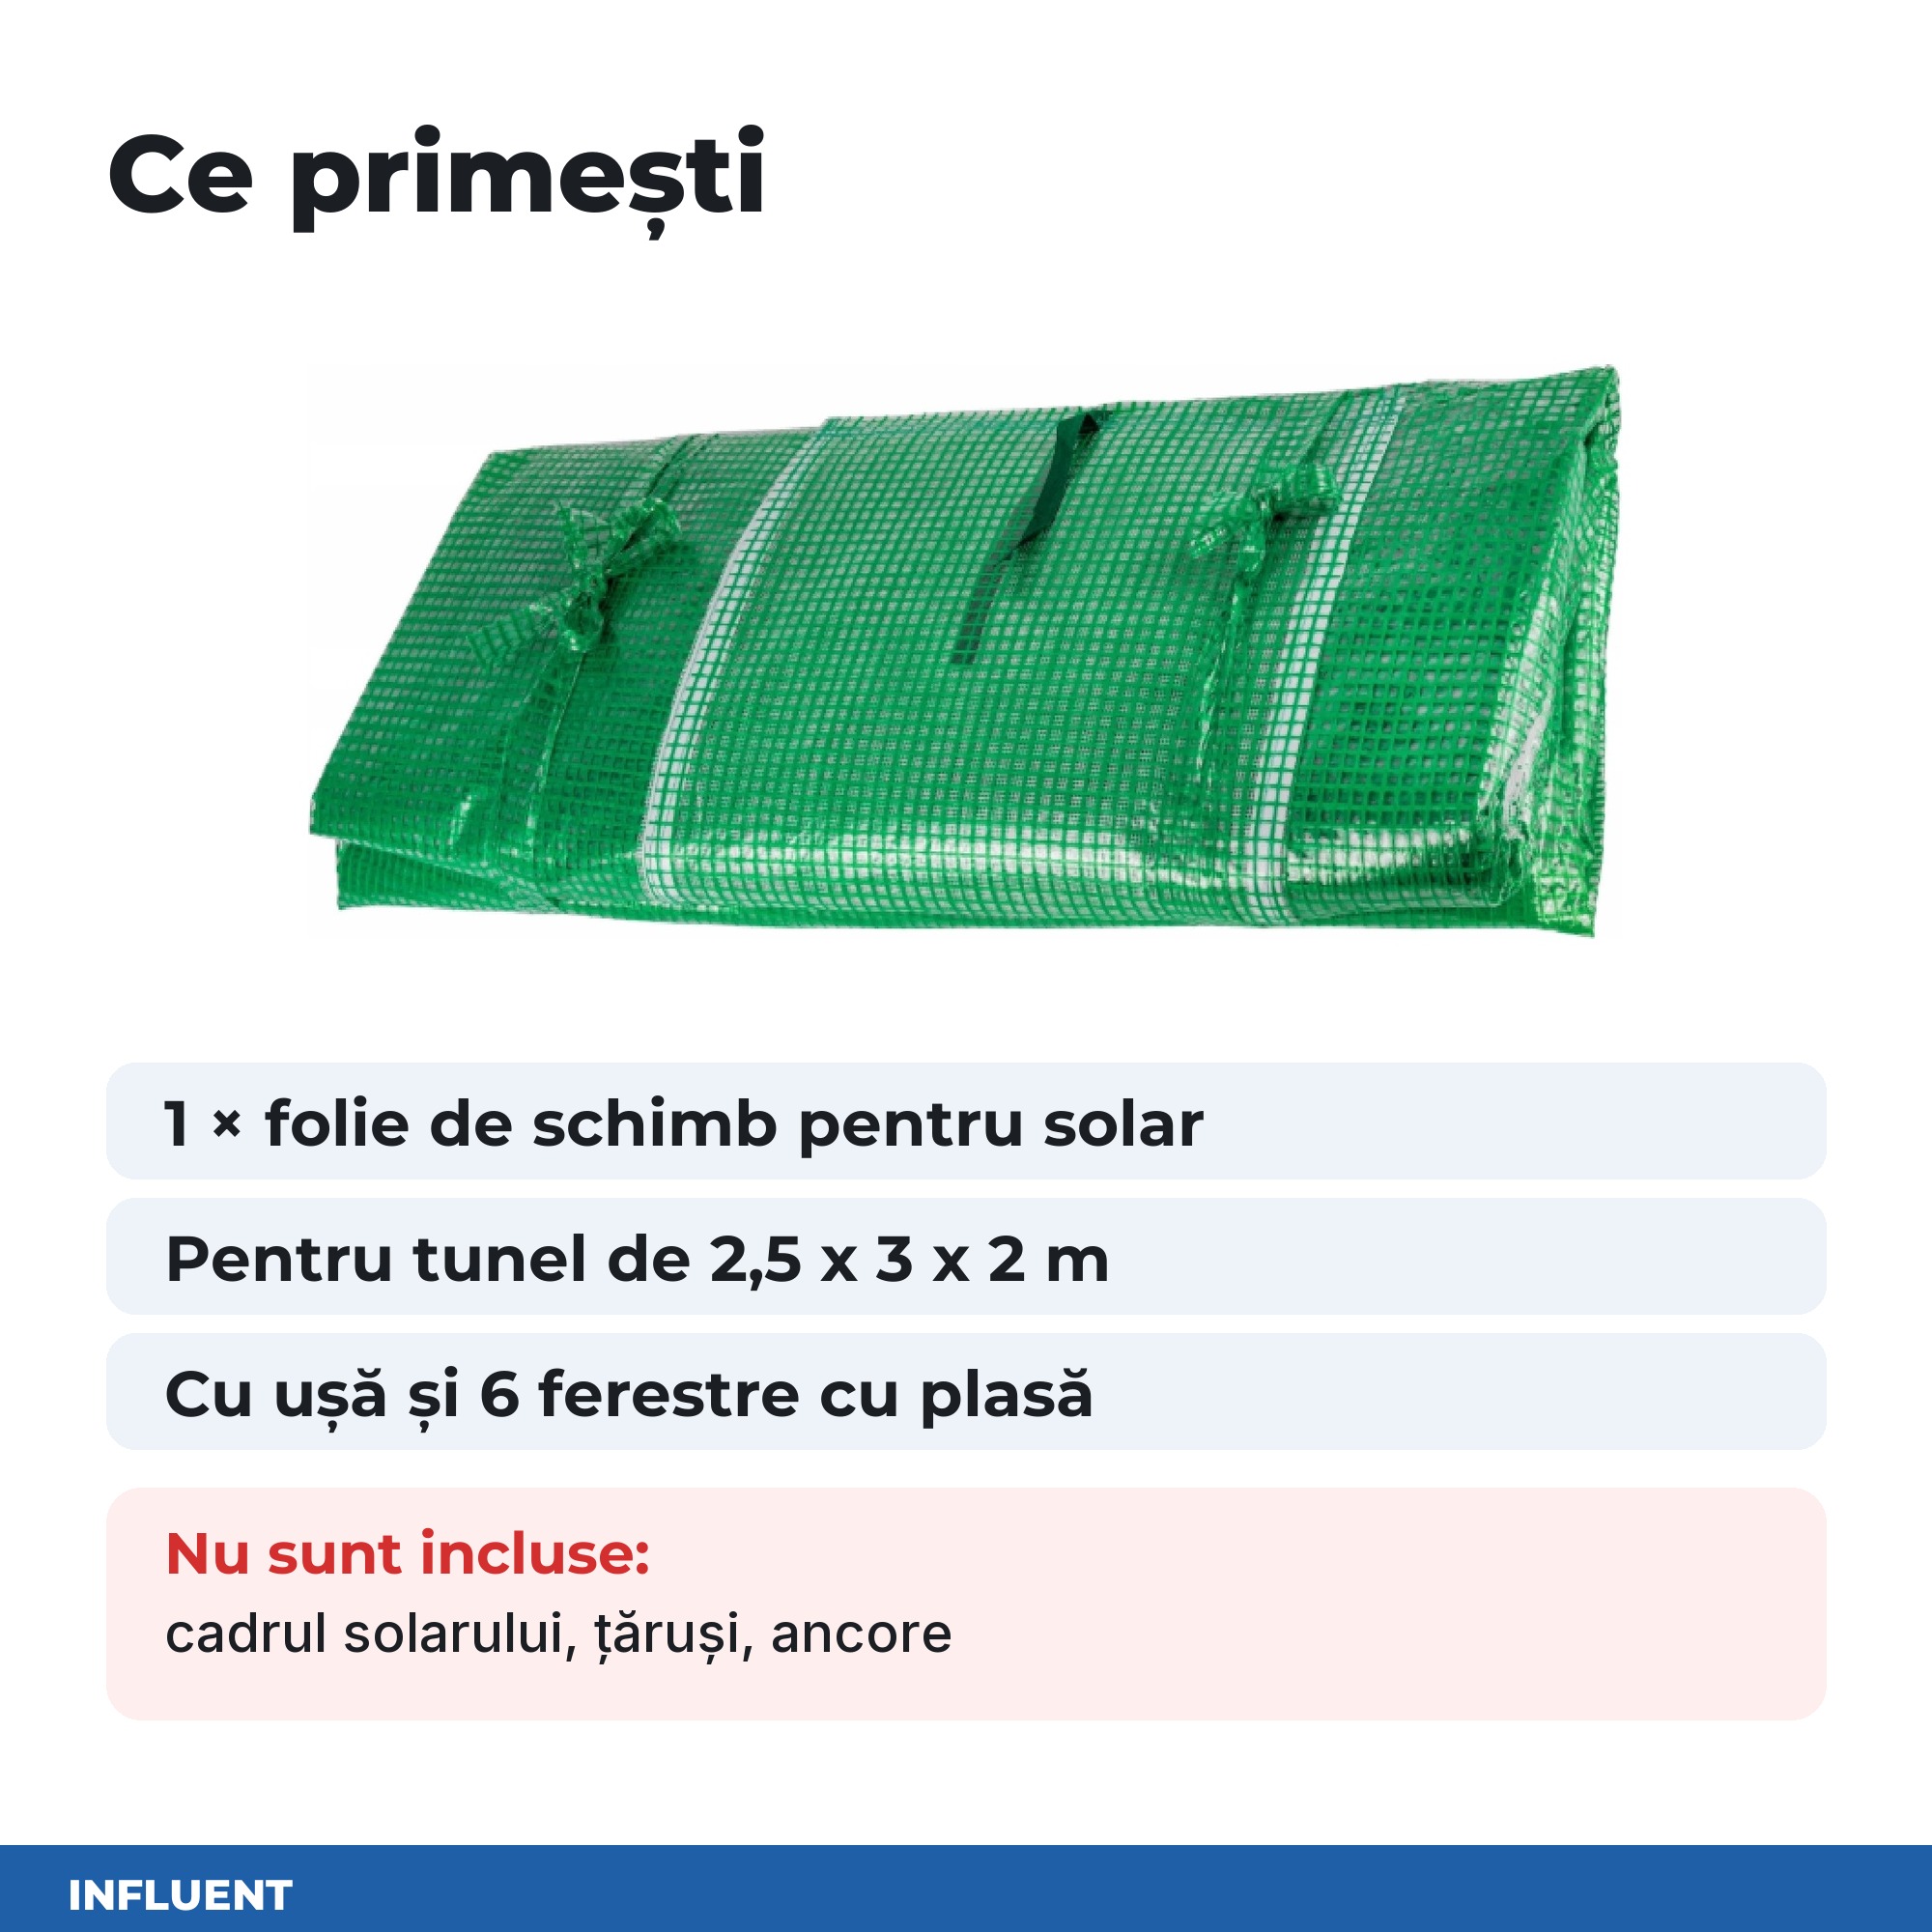 Ce primești
1 × folie de schimb pentru solar
Pentru tunel de 2,5 x 3 x 2 m
Cu ușă și 6 ferestre cu plasă
Nu sunt incluse:
cadrul solarului, țăruși, ancore
INFLUENT